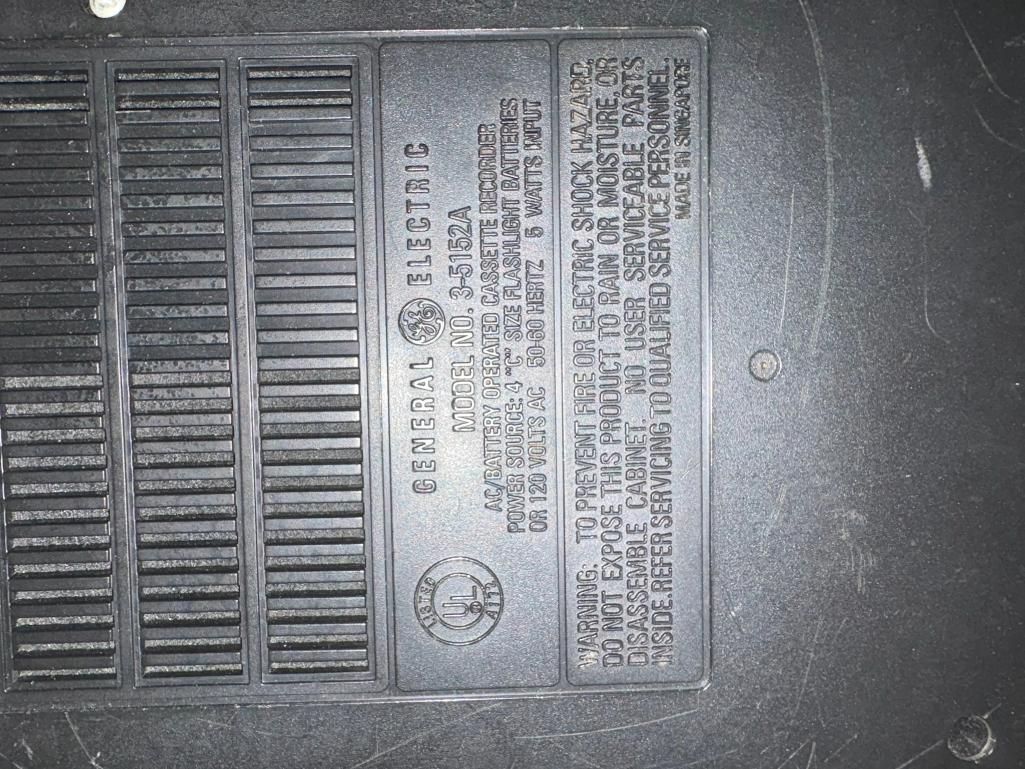 GENERAL GE ELECTRIC
MODEL NO. 3-5152A
AC/BATTERY OPERATED CASSETTE RECORDER
POWER SOURCE: 4 "C" SIZE FLASHLIGHT BATTERIES
OR 120 VOLTS AC 50-60 HERTZ 5 WATTS INPUT
LISTED
UL
WARNING: TO PREVENT FIRE OR ELECTRIC SHOCK HAZARD,
DO NOT EXPOSE THIS PRODUCT TO RAIN OR MOISTURE, OR
DISASSEMBLE CABINET. NO USER SERVICEABLE PARTS
INSIDE. REFER SERVICING TO QUALIFIED SERVICE PERSONNEL.
MADE IN SINGAPORE